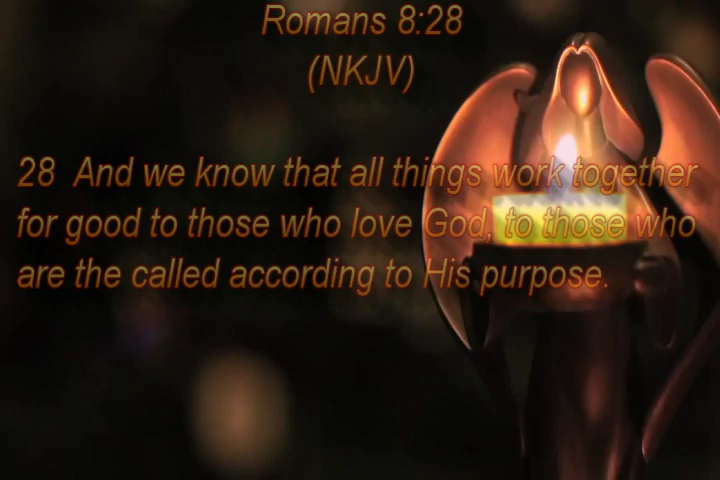 Romans 8:28
(NKJV)
28 And we know that all things work together
for good to those who love God, to those who
are the called according to His purpose.